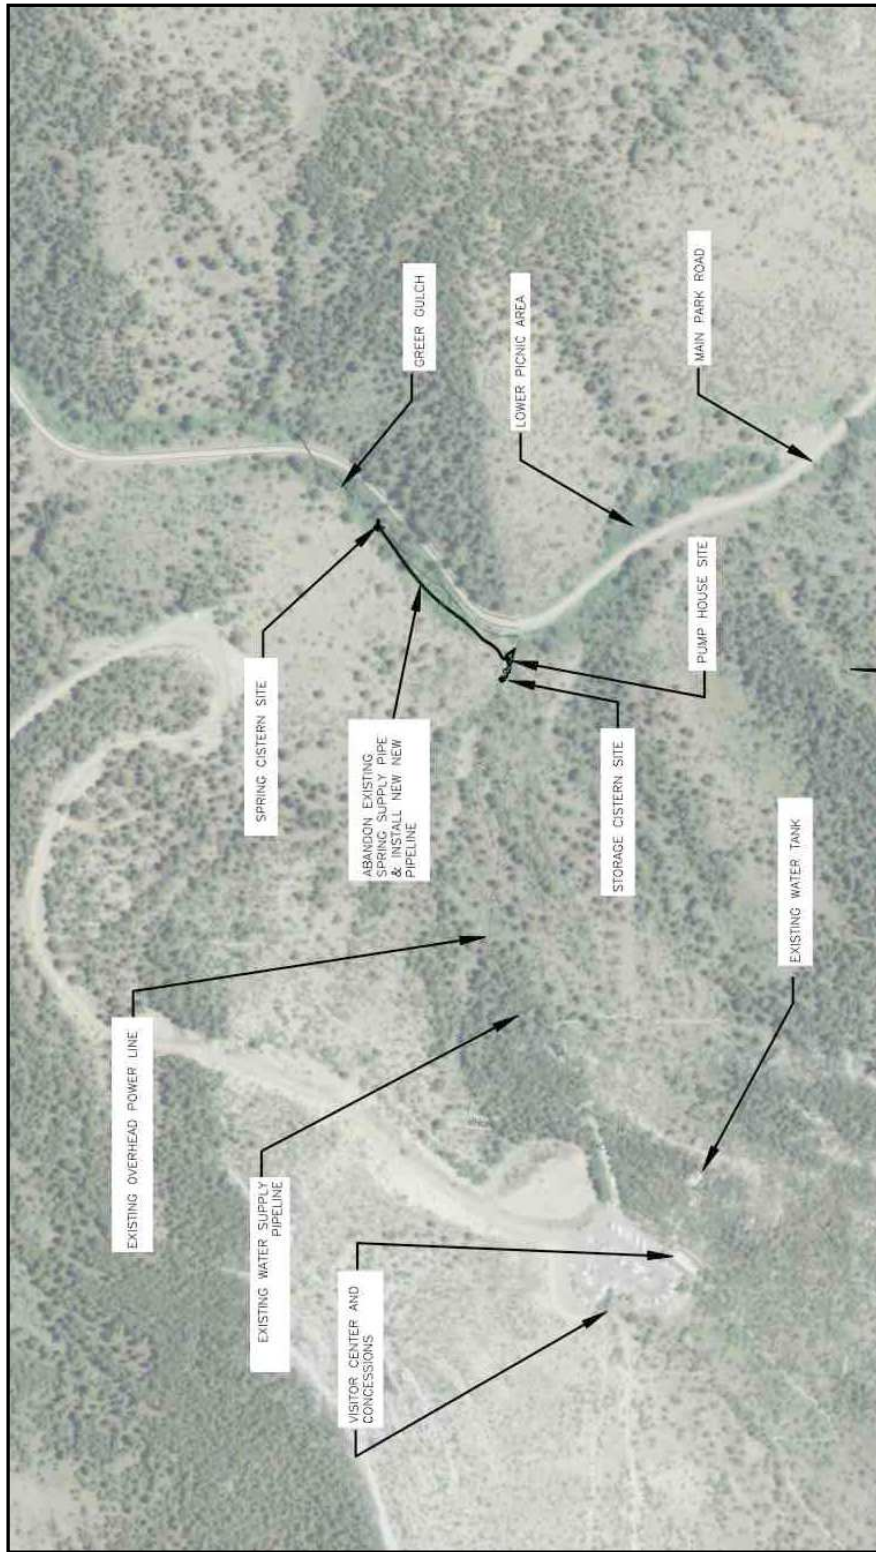 EXISTING OVERHEAD POWER LINE
EXISTING WATER SUPPLY
PIPELINE
VISITOR CENTER AND
CONCESSIONS
SPRING CISTERN SITE
ABANDON EXISTING
SPRING SUPPLY PIPE
& INSTALL NEW NEW
PIPELINE
GREER GULCH
LOWER PICNIC AREA
STORAGE CISTERN SITE
PUMP HOUSE SITE
MAIN PARK ROAD
EXISTING WATER TANK